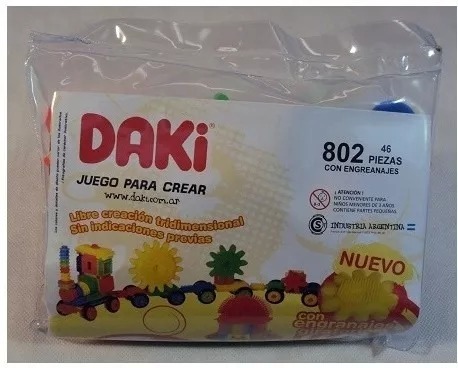 DAKi®
JUEGO PARA CREAR
www.daki.com.ar
Libre creación tridimensional
Sin indicaciones previas
802 46 PIEZAS
CON ENGREANAJES
¡ ATENCIÓN !
NO CONVENIENTE PARA
NIÑOS MENORES DE 3 AÑOS
CONTIENE PARTES PEQUEÑAS
INDUSTRIA ARGENTINA
NUEVO
con
engranajes